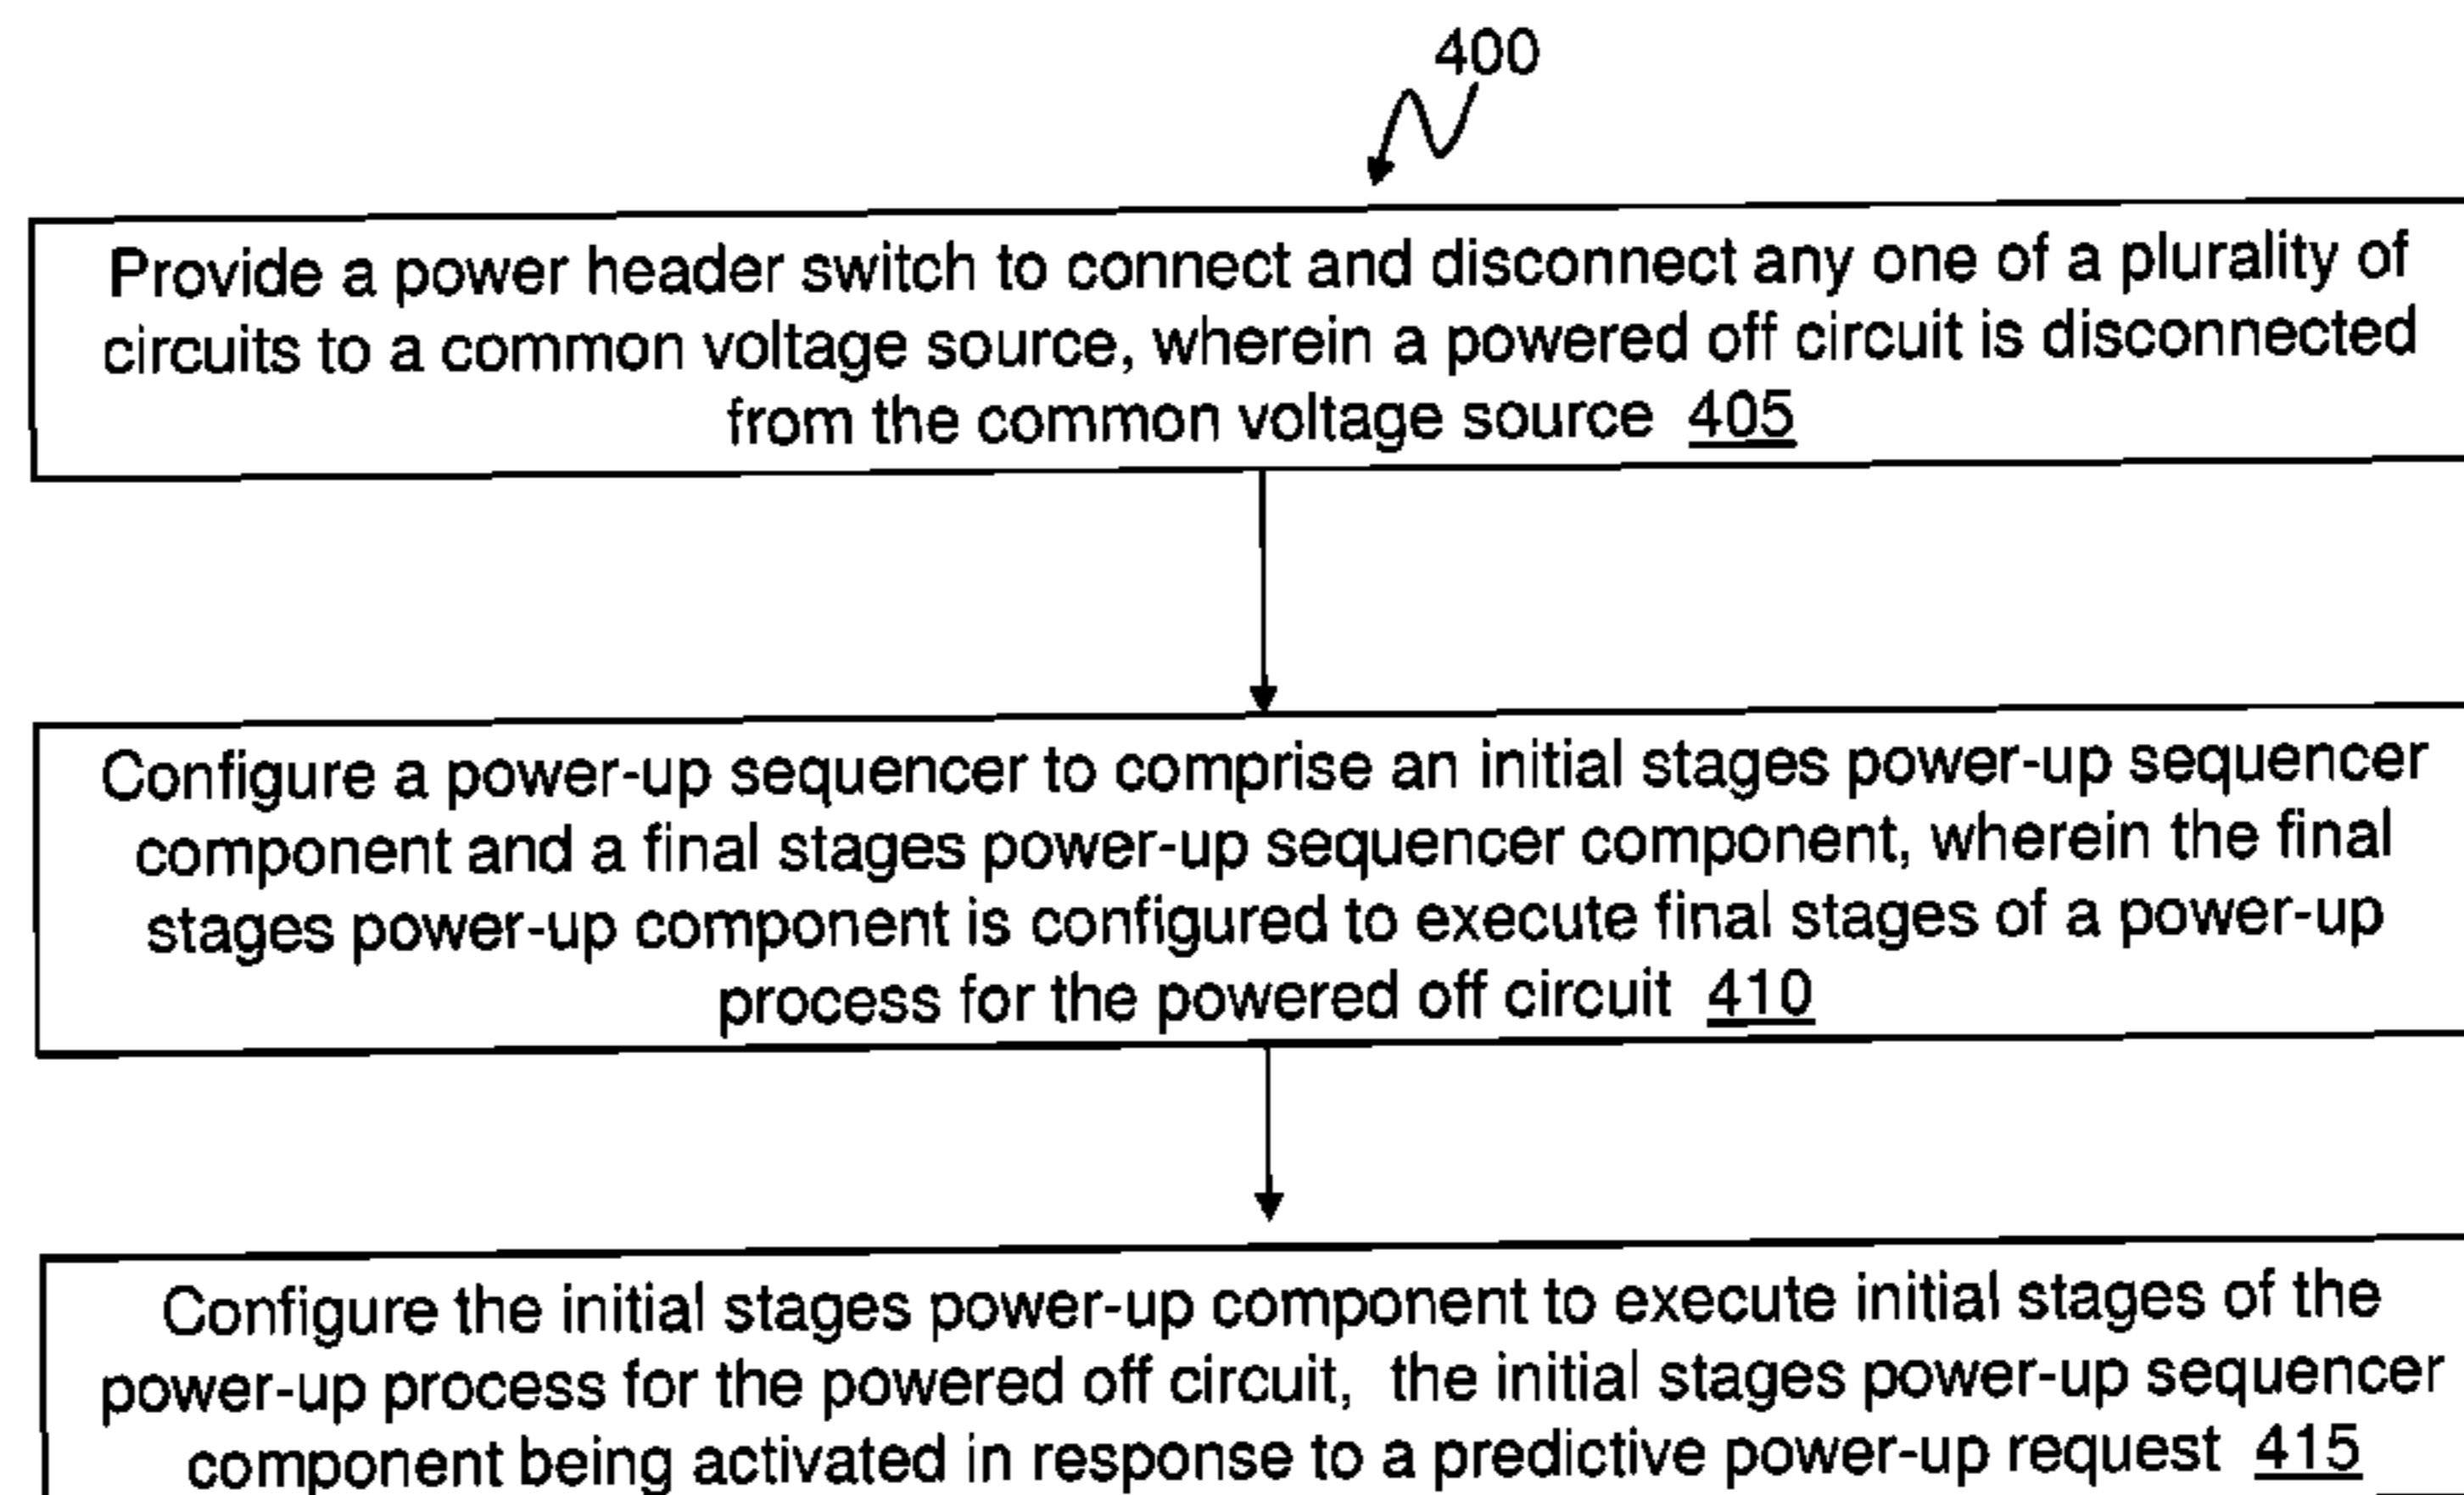 400
Provide a power header switch to connect and disconnect any one of a plurality of
circuits to a common voltage source, wherein a powered off circuit is disconnected
from the common voltage source 405
Configure a power-up sequencer to comprise an initial stages power-up sequencer
component and a final stages power-up sequencer component, wherein the final
stages power-up component is configured to execute final stages of a power-up
process for the powered off circuit 410
Configure the initial stages power-up component to execute initial stages of the
power-up process for the powered off circuit, the initial stages power-up sequencer
component being activated in response to a predictive power-up request 415